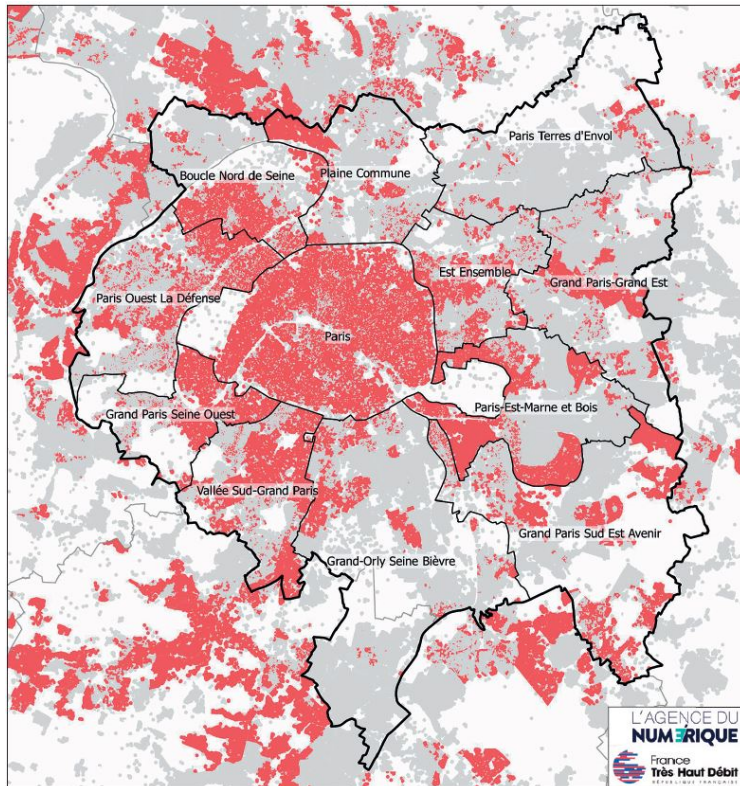 Paris Terres d'Envol
Boucle Nord de Seine
Plaine Commune
Est Ensemble
Grand Paris-Grand Est
Paris Ouest La Défense
Paris
Grand Paris Seine Ouest
Paris-Est-Marne et Bois
Vallée Sud-Grand Paris
Grand Paris Sud Est Avenir
Grand-Orly Seine Bièvre
L'AGENCE DU
NUMÉRIQUE
France
Très Haut Débit
RÉPUBLIQUE FRANÇAISE